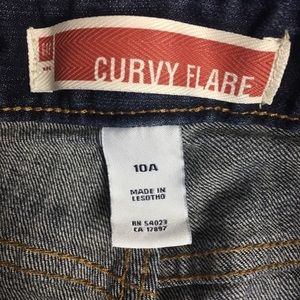 CURVY FLARE
10A
MADE IN
LESOTHO
RN 54023
CA 17897